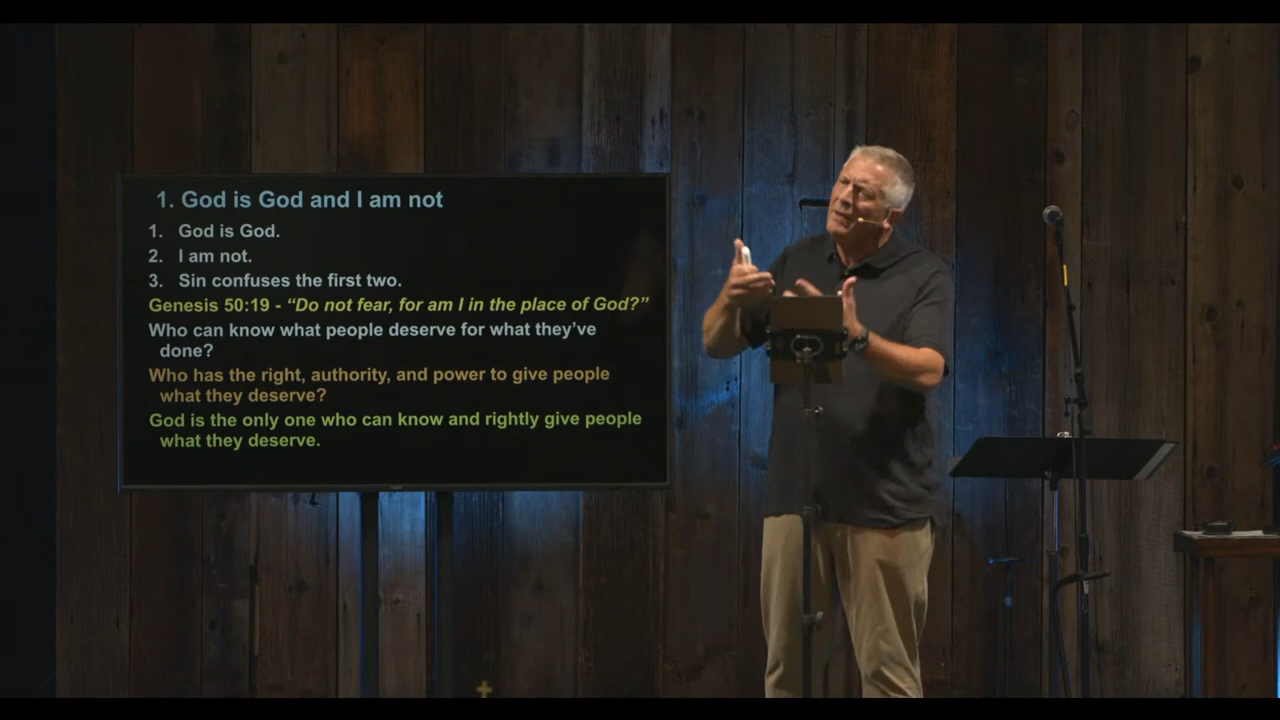 1. God is God and I am not
1. God is God.
2. I am not.
3. Sin confuses the first two.
Genesis 50:19 - “Do not fear, for am I in the place of God?”
Who can know what people deserve for what they’ve
done?
Who has the right, authority, and power to give people
what they deserve?
God is the only one who can know and rightly give people
what they deserve.